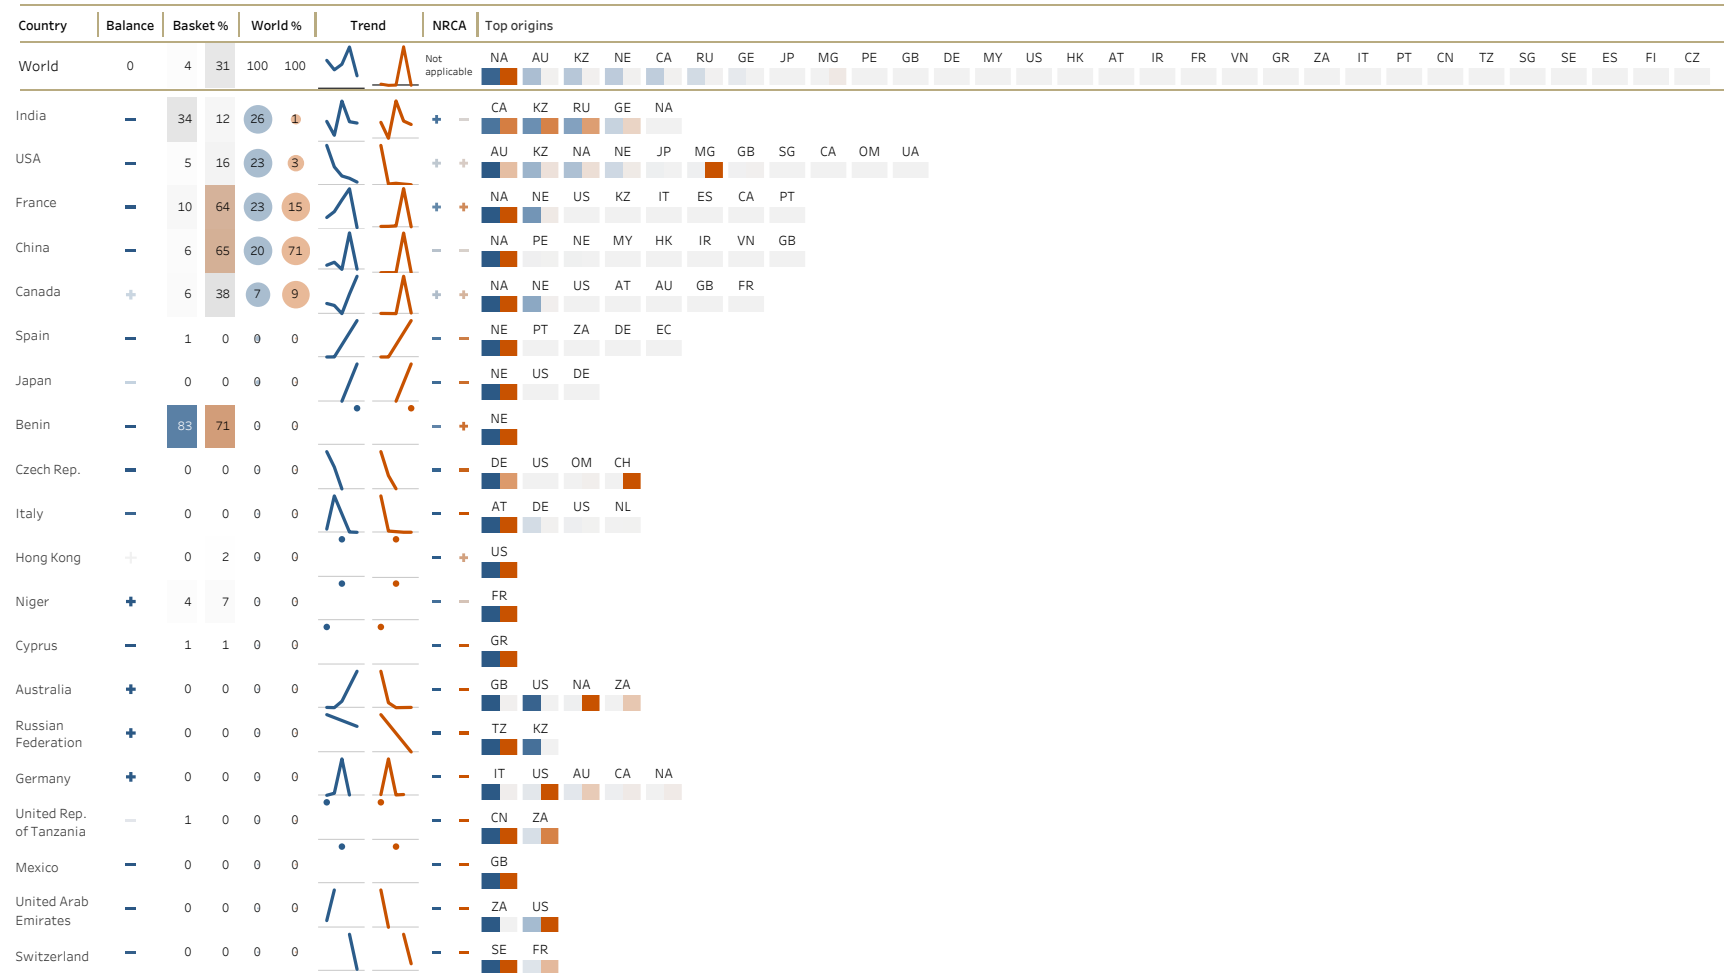 Country Balance Basket % World % Trend NRCA Top origins
World 0 4 31 100 100 Not applicable NA AU KZ NE CA RU GE JP MG PE GB DE MY US HK AT IR FR VN GR ZA IT PT CN TZ SG SE ES FI CZ
India 34 12 26 1 CA KZ RU GE NA
USA 5 16 23 3 AU KZ NA NE JP MG GB SG CA OM UA
France 10 64 23 15 NA NE US KZ IT ES CA PT
China 6 65 20 71 NA PE NE MY HK IR VN GB
Canada 6 38 7 9 NA NE US AT AU GB FR
Spain 1 0 0 0 NE PT ZA DE EC
Japan 0 0 0 0 NE US DE
Benin 83 71 0 0 NE
Czech Rep. 0 0 0 0 DE US OM CH
Italy 0 0 0 0 AT DE US NL
Hong Kong 0 2 0 0 US
Niger 4 7 0 0 FR
Cyprus 1 1 0 0 GR
Australia 0 0 0 0 GB US NA ZA
Russian
Federation 0 0 0 0 TZ KZ
Germany 0 0 0 0 IT US AU CA NA
United Rep.
of Tanzania 1 0 0 0 CN ZA
Mexico 0 0 0 0 GB
United Arab
Emirates 0 0 0 0 ZA US
Switzerland 0 0 0 0 SE FR